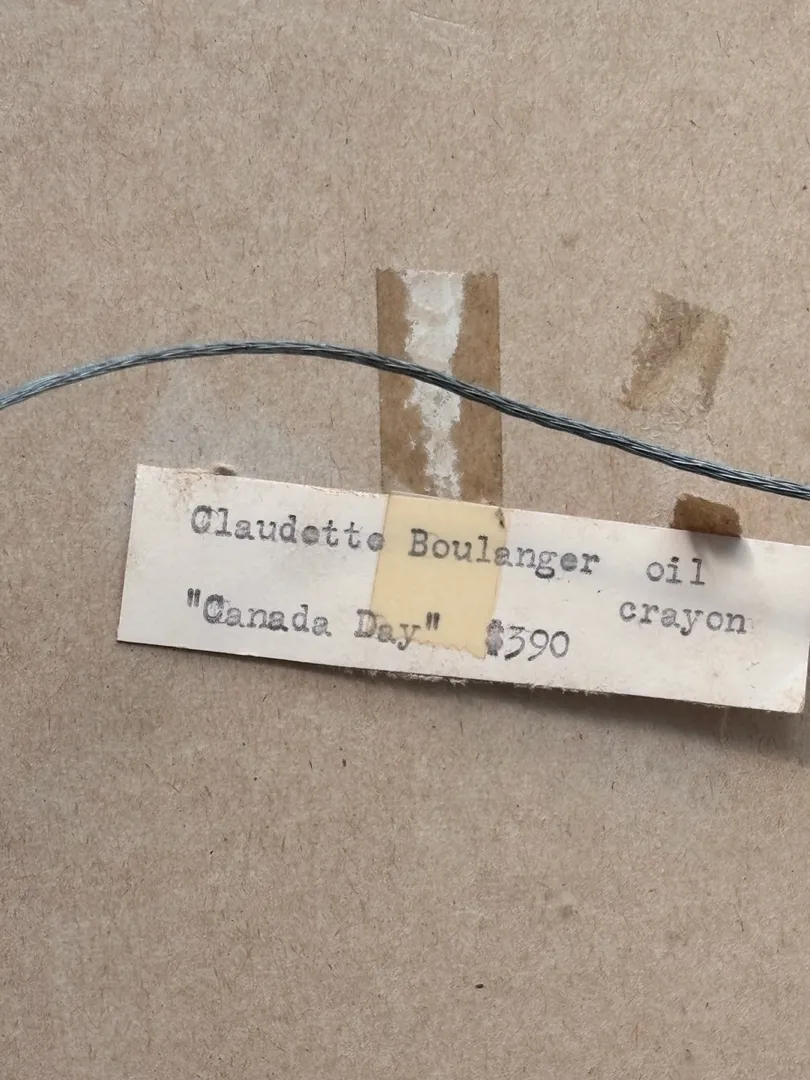 Claudette Boulanger oil
crayon
"Canada Day" $390